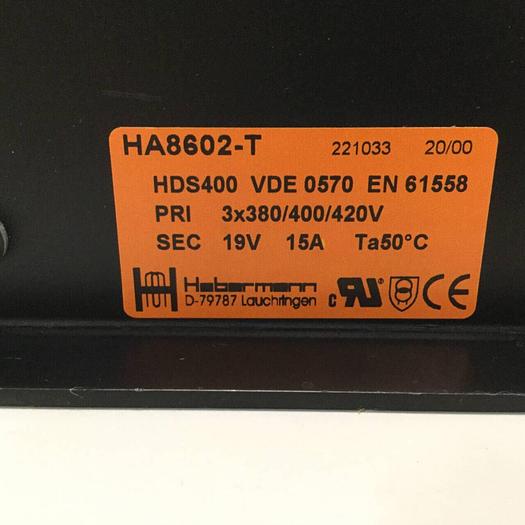 HA8602-T 221033 20/00
HDS400 VDE 0570 EN 61558
PRI 3x380/400/420V
SEC 19V 15A Ta50°C
Habermann
D-79787 Lauchringen
c RU CE